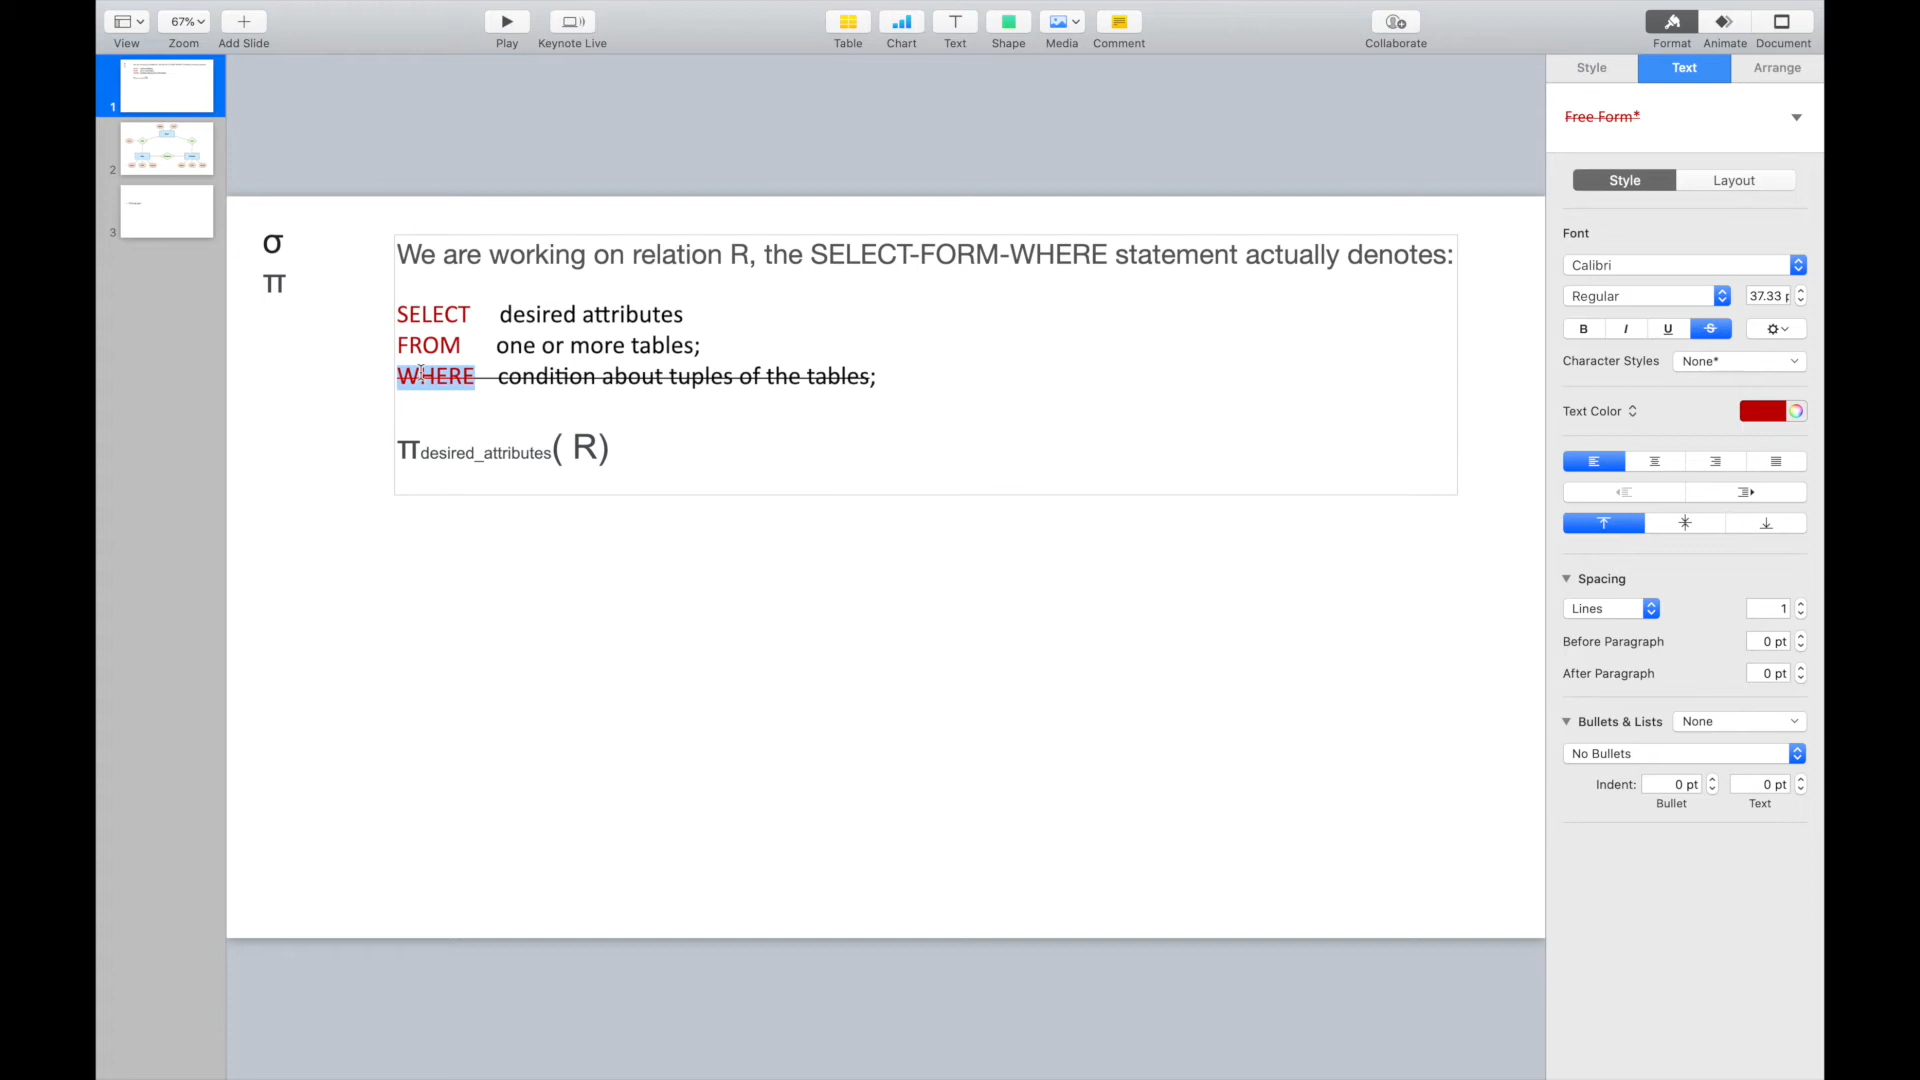 View
67%
Zoom
Add Slide
Play
Keynote Live
Table
Chart
Text
Shape
Media
Comment
Collaborate
Format
Animate
Document
1
2
3
σ
π
We are working on relation R, the SELECT-FORM-WHERE statement actually denotes:
SELECT desired attributes
FROM one or more tables;
WHERE condition about tuples of the tables;
πdesired_attributes( R)
Style
Text
Arrange
Free Form*
Style
Layout
Font
Calibri
Regular
37.33
B I U S
Character Styles
None*
Text Color
Spacing
Lines
1
Before Paragraph
0 pt
After Paragraph
0 pt
Bullets & Lists
None
No Bullets
Indent:
0 pt
0 pt
Bullet
Text